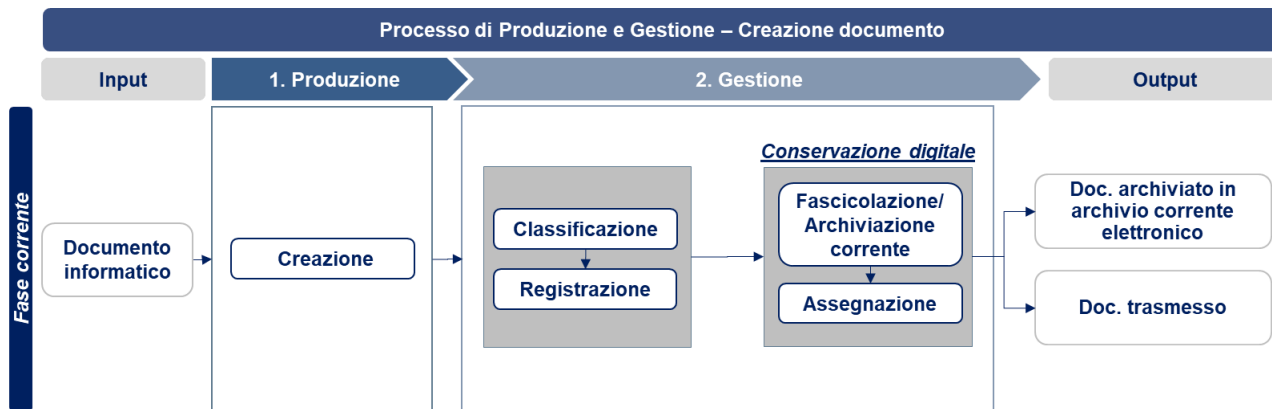 Processo di Produzione e Gestione – Creazione documento
Input
1. Produzione
2. Gestione
Output
Fase corrente
Documento
informatico
Creazione
Classificazione
Registrazione
Conservazione digitale
Fascicolazione/
Archiviazione
corrente
Assegnazione
Doc. archiviato in
archivio corrente
elettronico
Doc. trasmesso